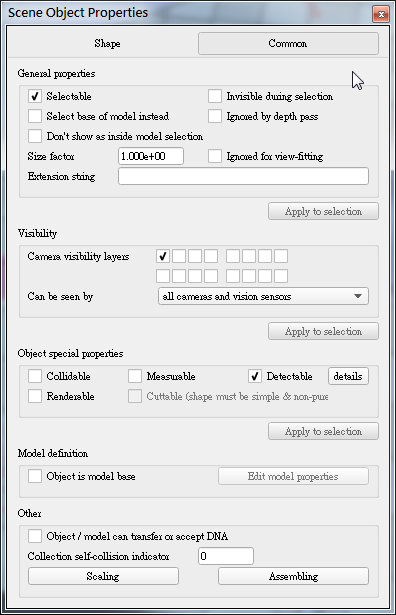 Scene Object Properties
Shape
Common
General properties
Selectable
Invisible during selection
Select base of model instead
Ignored by depth pass
Don't show as inside model selection
Size factor
1.000e+00
Ignored for view-fitting
Extension string
Apply to selection
Visibility
Camera visibility layers
Can be seen by
all cameras and vision sensors
Apply to selection
Object special properties
Collidable
Measurable
Detectable
details
Renderable
Cuttable (shape must be simple & non-pure
Apply to selection
Model definition
Object is model base
Edit model properties
Other
Object / model can transfer or accept DNA
Collection self-collision indicator
0
Scaling
Assembling